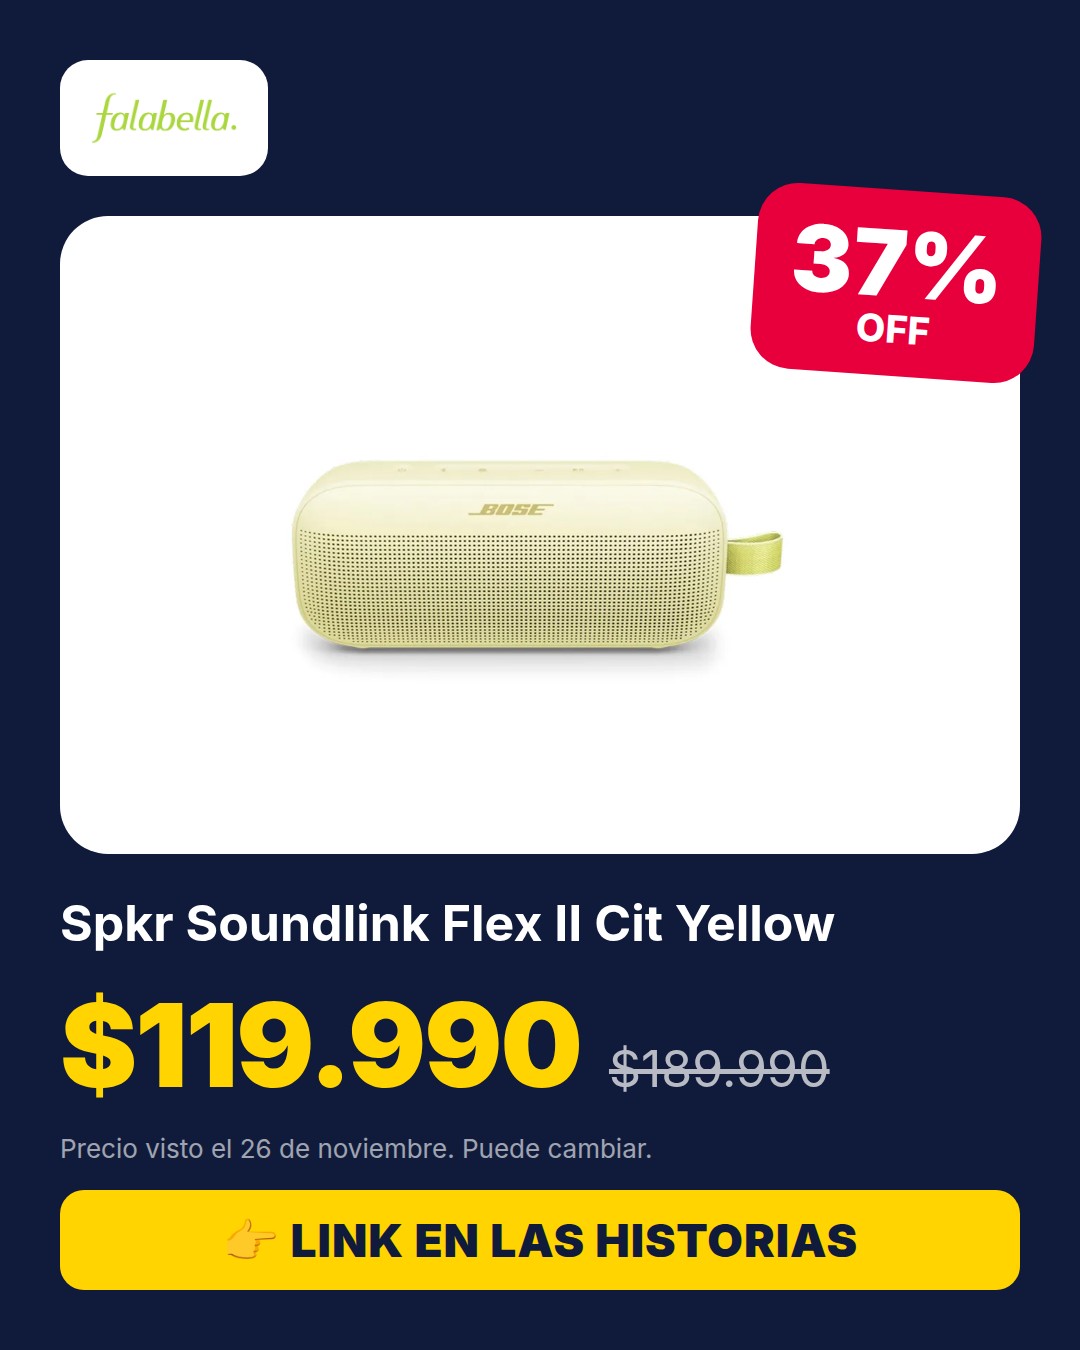 falabella.
37%
OFF
BOSE
Spkr Soundlink Flex II Cit Yellow
$119.990 $189.990
Precio visto el 26 de noviembre. Puede cambiar.
👉 LINK EN LAS HISTORIAS